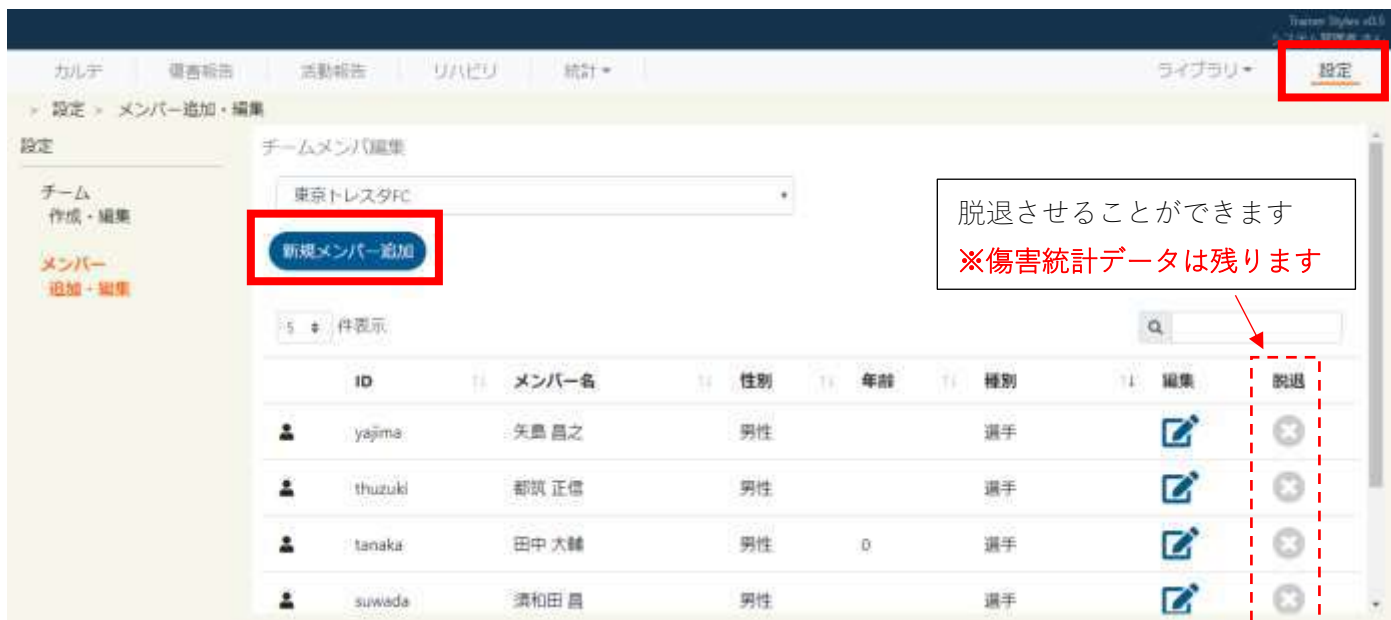 Trainer Styles v0.5
カルテ
傷害報告
活動報告
リハビリ
統計
ライブラリ
設定
> 設定 > メンバー追加・編集
設定
チーム
作成・編集
メンバー
追加・編集
チームメンバ編集
東京トレスタFC
新規メンバー追加
脱退させることができます
※傷害統計データは残ります
5 件表示
ID メンバー名 性別 年齢 種別 編集 脱退
yajima 矢島 昌之 男性 選手
thuzuki 都筑 正信 男性 選手
tanaka 田中 大輔 男性 0 選手
suwada 須和田 昌 男性 選手